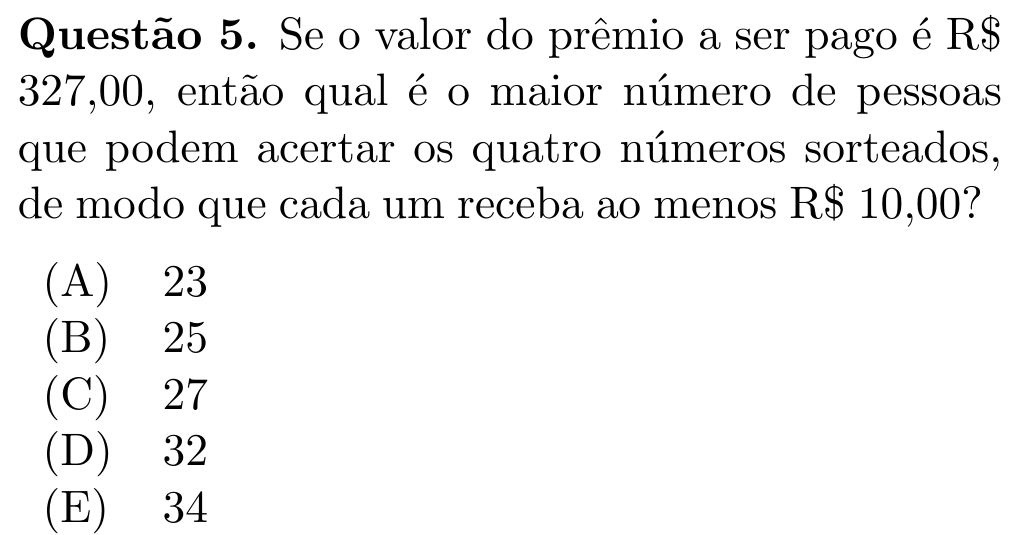 Questão 5. Se o valor do prêmio a ser pago é R$
327,00, então qual é o maior número de pessoas
que podem acertar os quatro números sorteados,
de modo que cada um receba ao menos R$ 10,00?
(A) 23
(B) 25
(C) 27
(D) 32
(E) 34